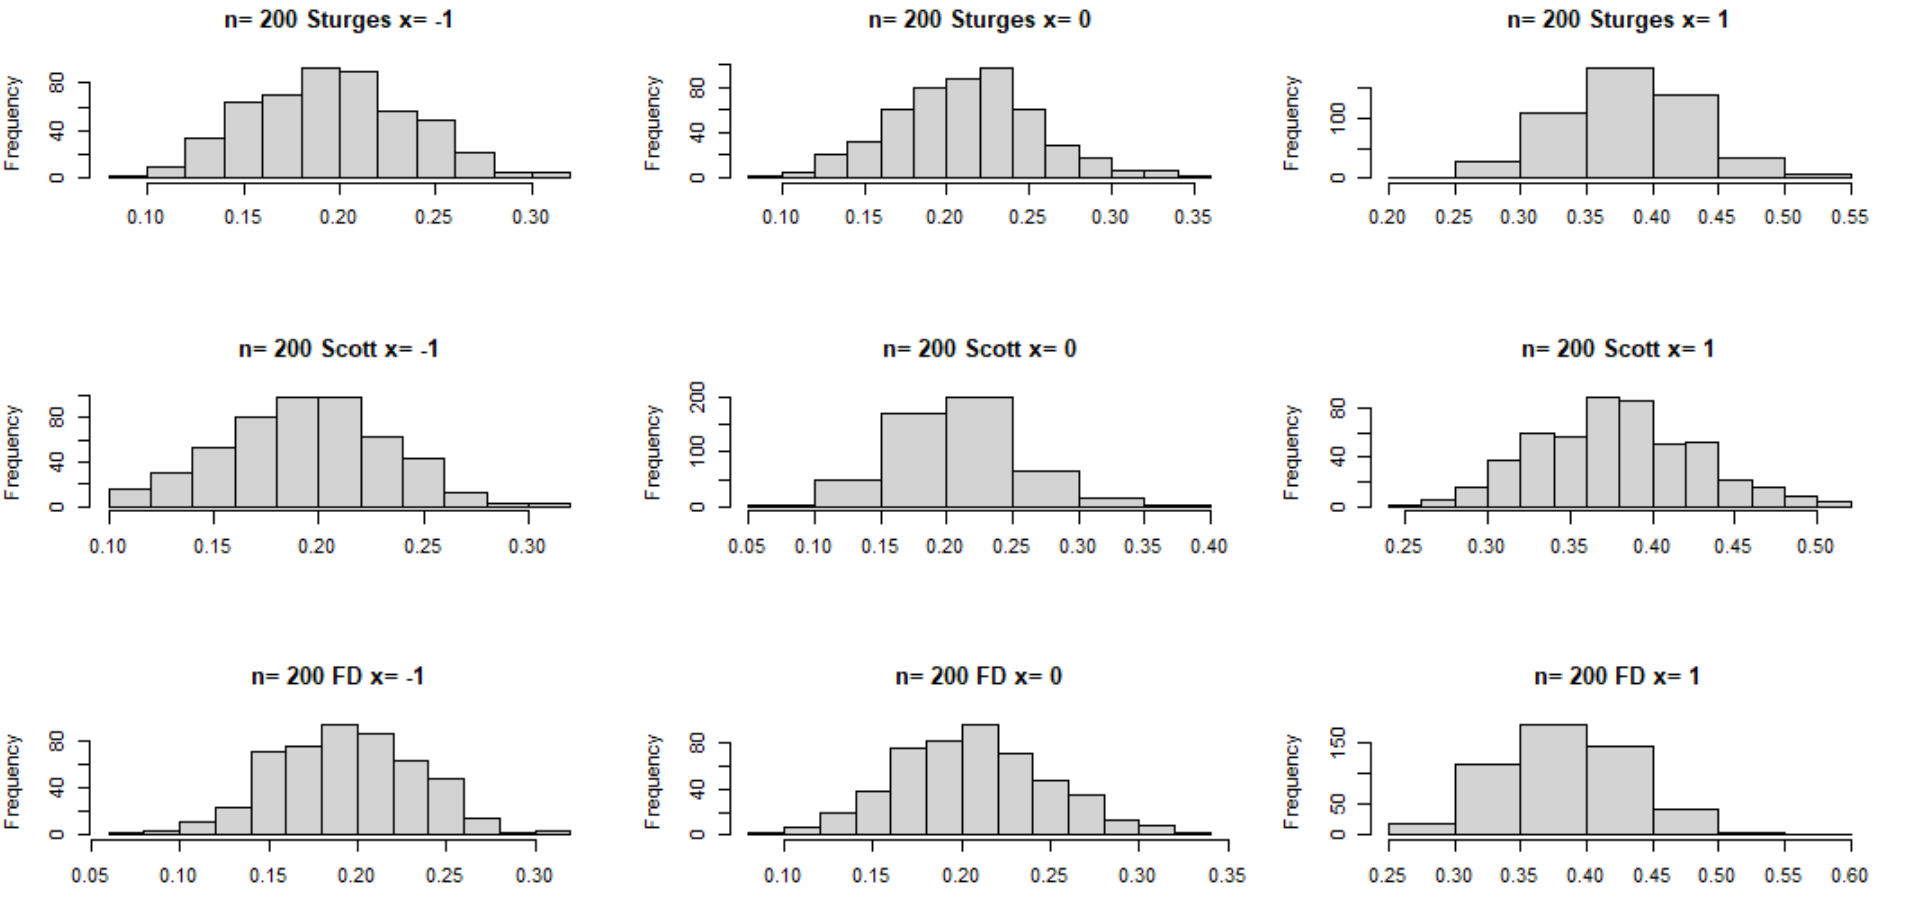 n= 200 Sturges x= -1
Frequency
0 40 80
0.10 0.15 0.20 0.25 0.30
n= 200 Sturges x= 0
Frequency
0 40 80
0.10 0.15 0.20 0.25 0.30 0.35
n= 200 Sturges x= 1
Frequency
0 100
0.20 0.25 0.30 0.35 0.40 0.45 0.50 0.55
n= 200 Scott x= -1
Frequency
0 40 80
0.10 0.15 0.20 0.25 0.30
n= 200 Scott x= 0
Frequency
0 100 200
0.05 0.10 0.15 0.20 0.25 0.30 0.35 0.40
n= 200 Scott x= 1
Frequency
0 40 80
0.25 0.30 0.35 0.40 0.45 0.50
n= 200 FD x= -1
Frequency
0 40 80
0.05 0.10 0.15 0.20 0.25 0.30
n= 200 FD x= 0
Frequency
0 40 80
0.10 0.15 0.20 0.25 0.30 0.35
n= 200 FD x= 1
Frequency
0 50 150
0.25 0.30 0.35 0.40 0.45 0.50 0.55 0.60